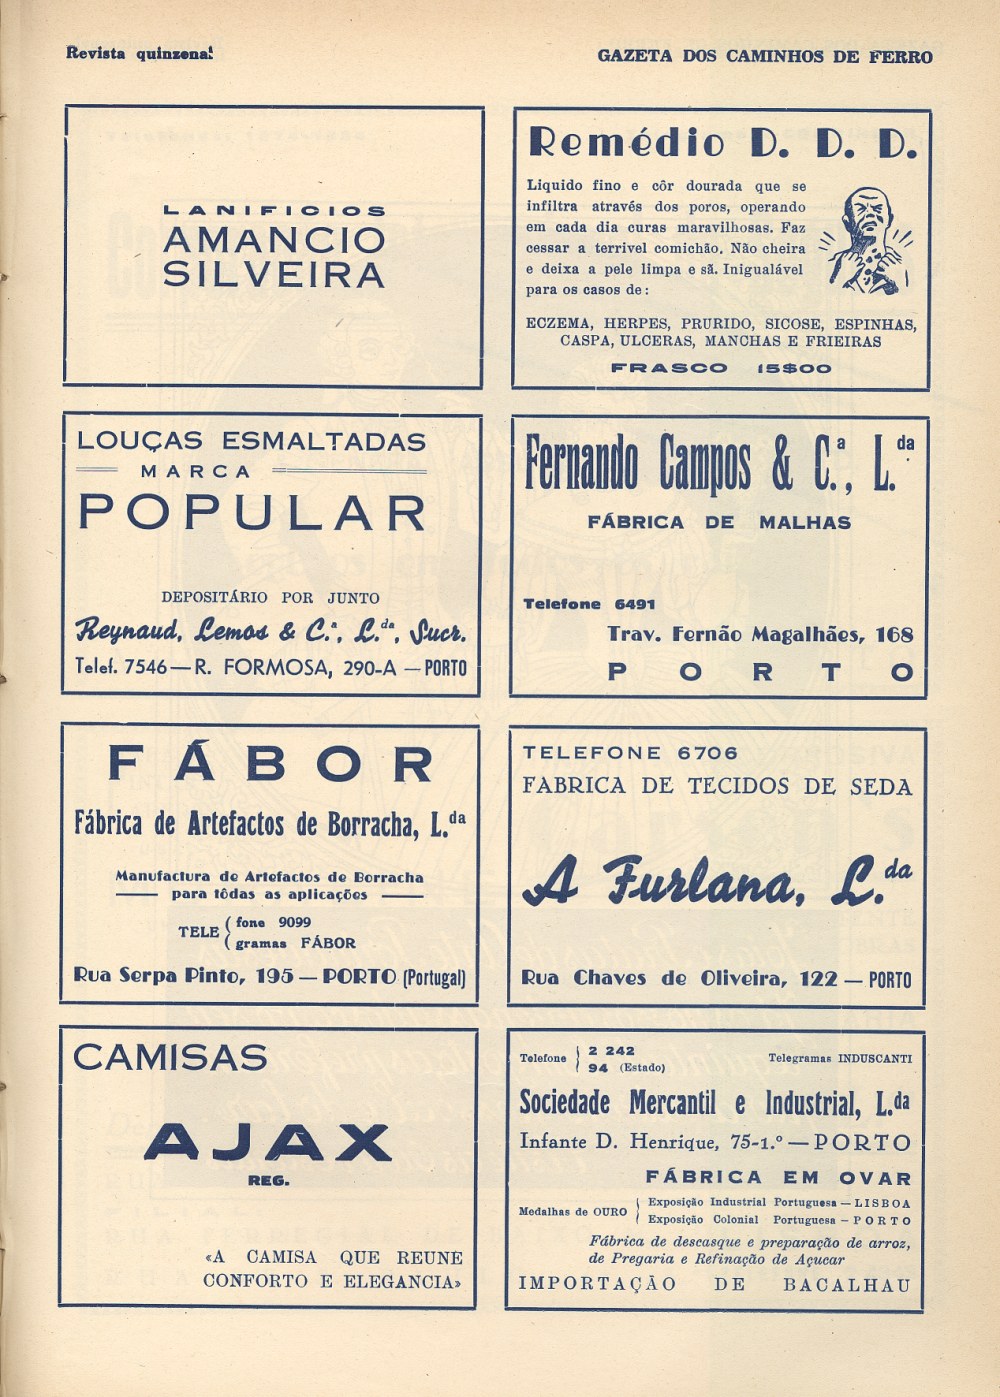 Revista quinzenal
GAZETA DOS CAMINHOS DE FERRO
LANIFICIOS
AMANCIO
SILVEIRA
Remédio D. D. D.
Liquido fino e côr dourada que se
infiltra através dos poros, operando
em cada dia curas maravilhosas. Faz
cessar a terrivel comichão. Não cheira
e deixa a pele limpa e sã. Inigualável
para os casos de:
ECZEMA, HERPES, PRURIDO, SICOSE, ESPINHAS,
CASPA, ULCERAS, MANCHAS E FRIEIRAS
FRASCO 15$00
LOUÇAS ESMALTADAS
MARCA
POPULAR
DEPOSITÁRIO POR JUNTO
Reynaud, Lemos & C.ª, L.da, Sucr.
Telef. 7546 — R. FORMOSA, 290-A — PORTO
Fernando Campos & C.ª, L.da
FÁBRICA DE MALHAS
Telefone 6491
Trav. Fernão Magalhães, 168
PORTO
FÁBOR
Fábrica de Artefactos de Borracha, L.da
Manufactura de Artefactos de Borracha
para tôdas as aplicações
TELE { fone 9099
gramas FÁBOR
Rua Serpa Pinto, 195 — PORTO (Portugal)
TELEFONE 6706
FABRICA DE TECIDOS DE SEDA
A Furlana, L.da
Rua Chaves de Oliveira, 122 — PORTO
CAMISAS
AJAX
REG.
«A CAMISA QUE REUNE
CONFORTO E ELEGANCIA»
Telefone { 2 242
94 (Estado)
Telegramas INDUSCANTI
Sociedade Mercantil e Industrial, L.da
Infante D. Henrique, 75-1.º — PORTO
FÁBRICA EM OVAR
Medalhas de OURO { Exposição Industrial Portuguesa — LISBOA
Exposição Colonial Portuguesa — PORTO
Fábrica de descasque e preparação de arroz,
de Pregaria e Refinação de Açucar
IMPORTAÇÃO DE BACALHAU